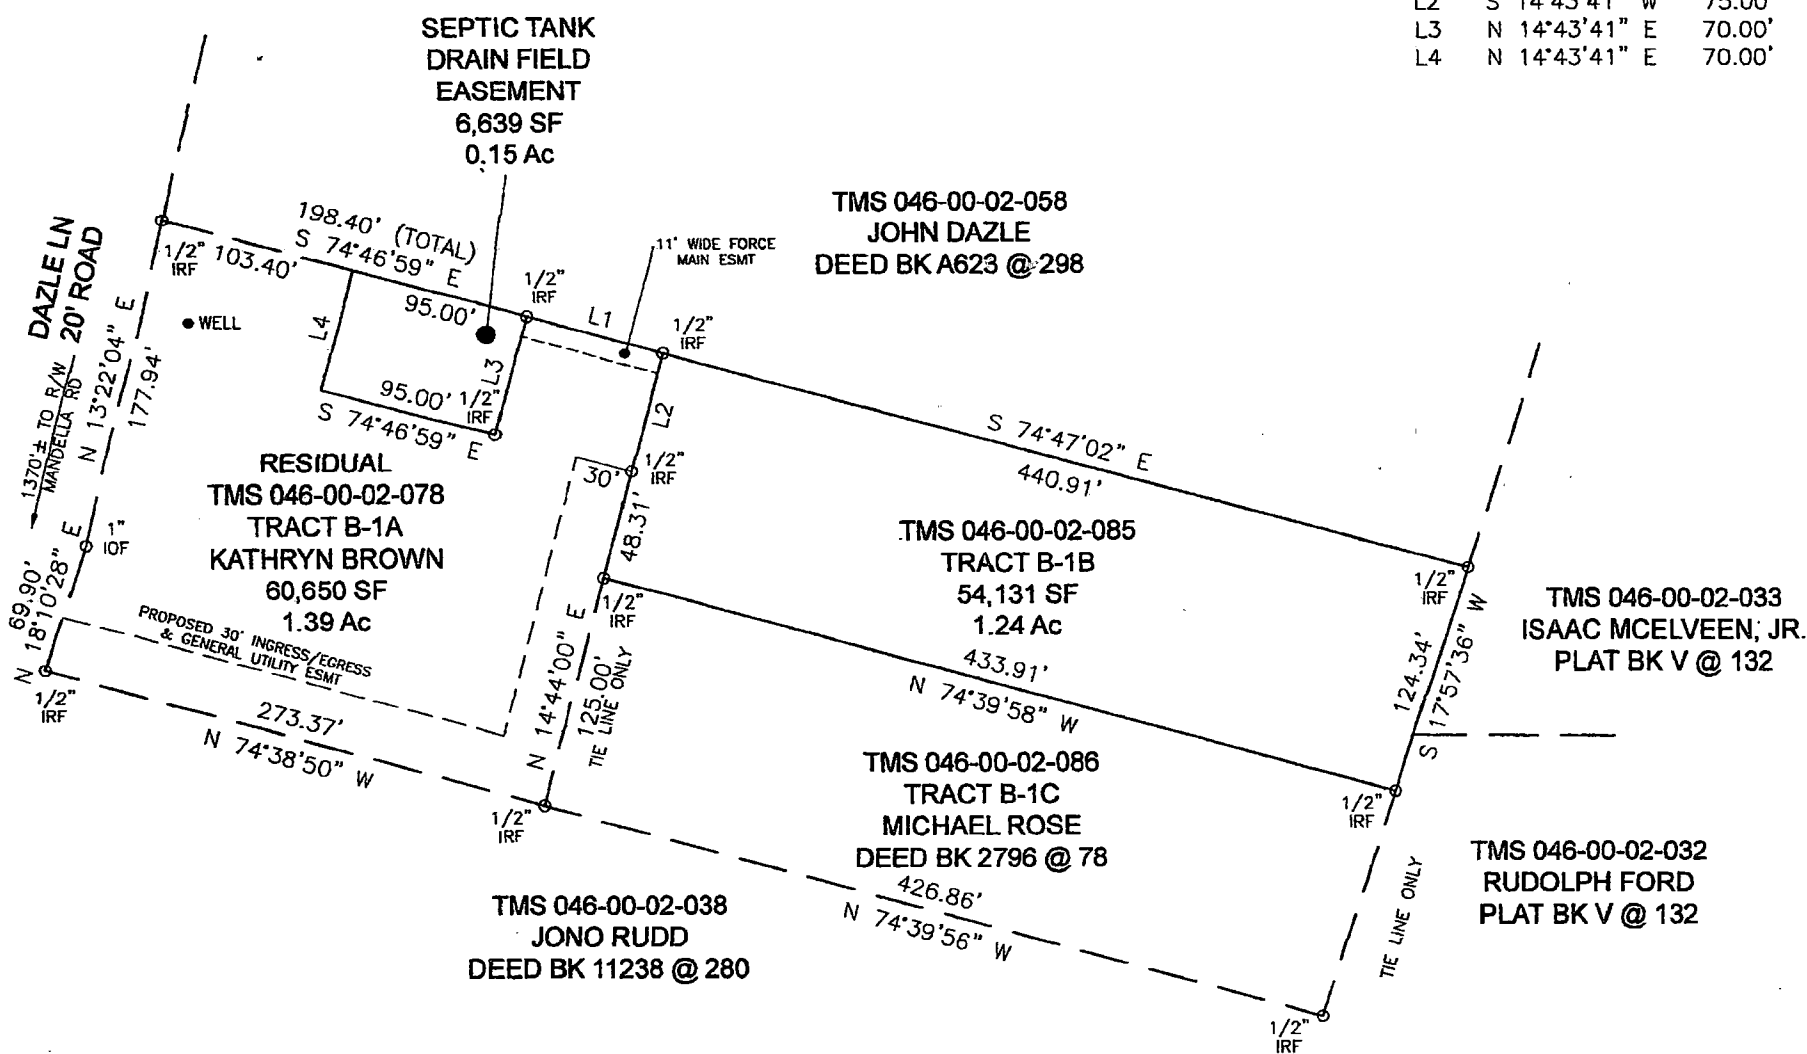 L2 S 14°43'41" W 75.00'
L3 N 14°43'41" E 70.00'
L4 N 14°43'41" E 70.00'
SEPTIC TANK
DRAIN FIELD
EASEMENT
6,639 SF
0.15 Ac
TMS 046-00-02-058
JOHN DAZLE
DEED BK A623 @ 298
198.40' (TOTAL)
S 74°46'59" E
103.40'
95.00'
1/2"
IRF
1/2"
IRF
L1
11' WIDE FORCE
MAIN ESMT
1/2"
IRF
DAZLE LN
20' ROAD
1370'± TO R/W
MANDELLA RD
N 13°22'04" E
177.94'
WELL
L4
L3
L2
95.00'
S 74°46'59" E
1/2"
IRF
S 74°47'02" E
440.91'
30'
1/2"
IRF
48.31'
RESIDUAL
TMS 046-00-02-078
TRACT B-1A
KATHRYN BROWN
60,650 SF
1.39 Ac
1"
IOF
69.90'
N 18°10'28" E
TMS 046-00-02-085
TRACT B-1B
54,131 SF
1.24 Ac
1/2"
IRF
1/2"
IRF
124.34'
S 17°57'36" W
TMS 046-00-02-033
ISAAC MCELVEEN, JR.
PLAT BK V @ 132
PROPOSED 30' INGRESS/EGRESS
& GENERAL UTILITY ESMT
N 14°44'00" E
125.00'
TIE LINE ONLY
433.91'
N 74°39'58" W
1/2"
IRF
273.37'
N 74°38'50" W
1/2"
IRF
TMS 046-00-02-086
TRACT B-1C
MICHAEL ROSE
DEED BK 2796 @ 78
1/2"
IRF
426.86'
N 74°39'56" W
TIE LINE ONLY
TMS 046-00-02-032
RUDOLPH FORD
PLAT BK V @ 132
TMS 046-00-02-038
JONO RUDD
DEED BK 11238 @ 280
1/2"
IRF